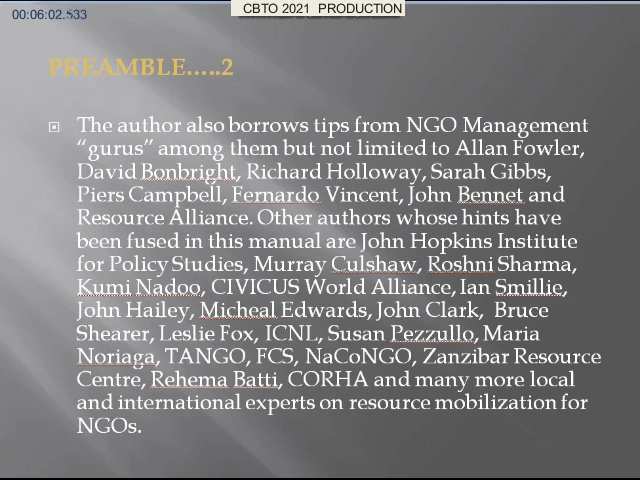 00:06:02.533
CBTO 2021 PRODUCTION
PREAMBLE…..2
The author also borrows tips from NGO Management
“gurus” among them but not limited to Allan Fowler,
David Bonbright, Richard Holloway, Sarah Gibbs,
Piers Campbell, Fernardo Vincent, John Bennet and
Resource Alliance. Other authors whose hints have
been fused in this manual are John Hopkins Institute
for Policy Studies, Murray Culshaw, Roshni Sharma,
Kumi Nadoo, CIVICUS World Alliance, Ian Smillie,
John Hailey, Micheal Edwards, John Clark, Bruce
Shearer, Leslie Fox, ICNL, Susan Pezzullo, Maria
Noriaga, TANGO, FCS, NaCoNGO, Zanzibar Resource
Centre, Rehema Batti, CORHA and many more local
and international experts on resource mobilization for
NGOs.